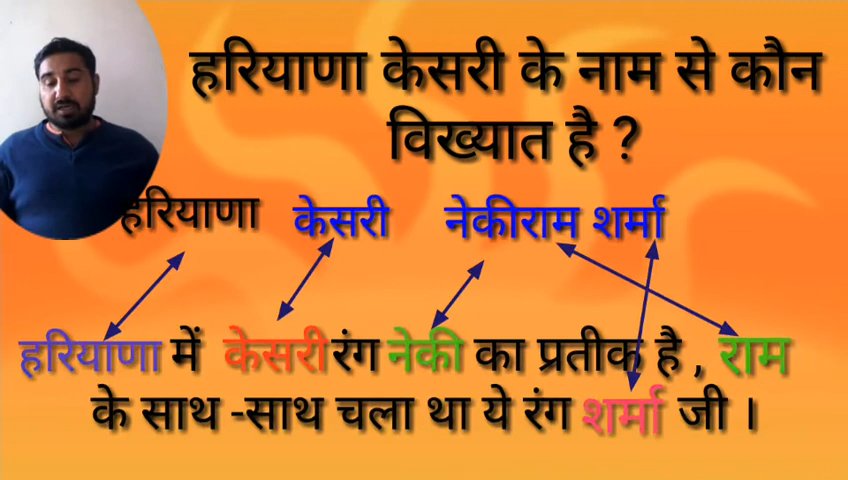 हरियाणा केसरी के नाम से कौन
विख्यात है ?
हरियाणा केसरी नेकीराम शर्मा
हरियाणा में केसरी रंग नेकी का प्रतीक है , राम
के साथ -साथ चला था ये रंग शर्मा जी ।